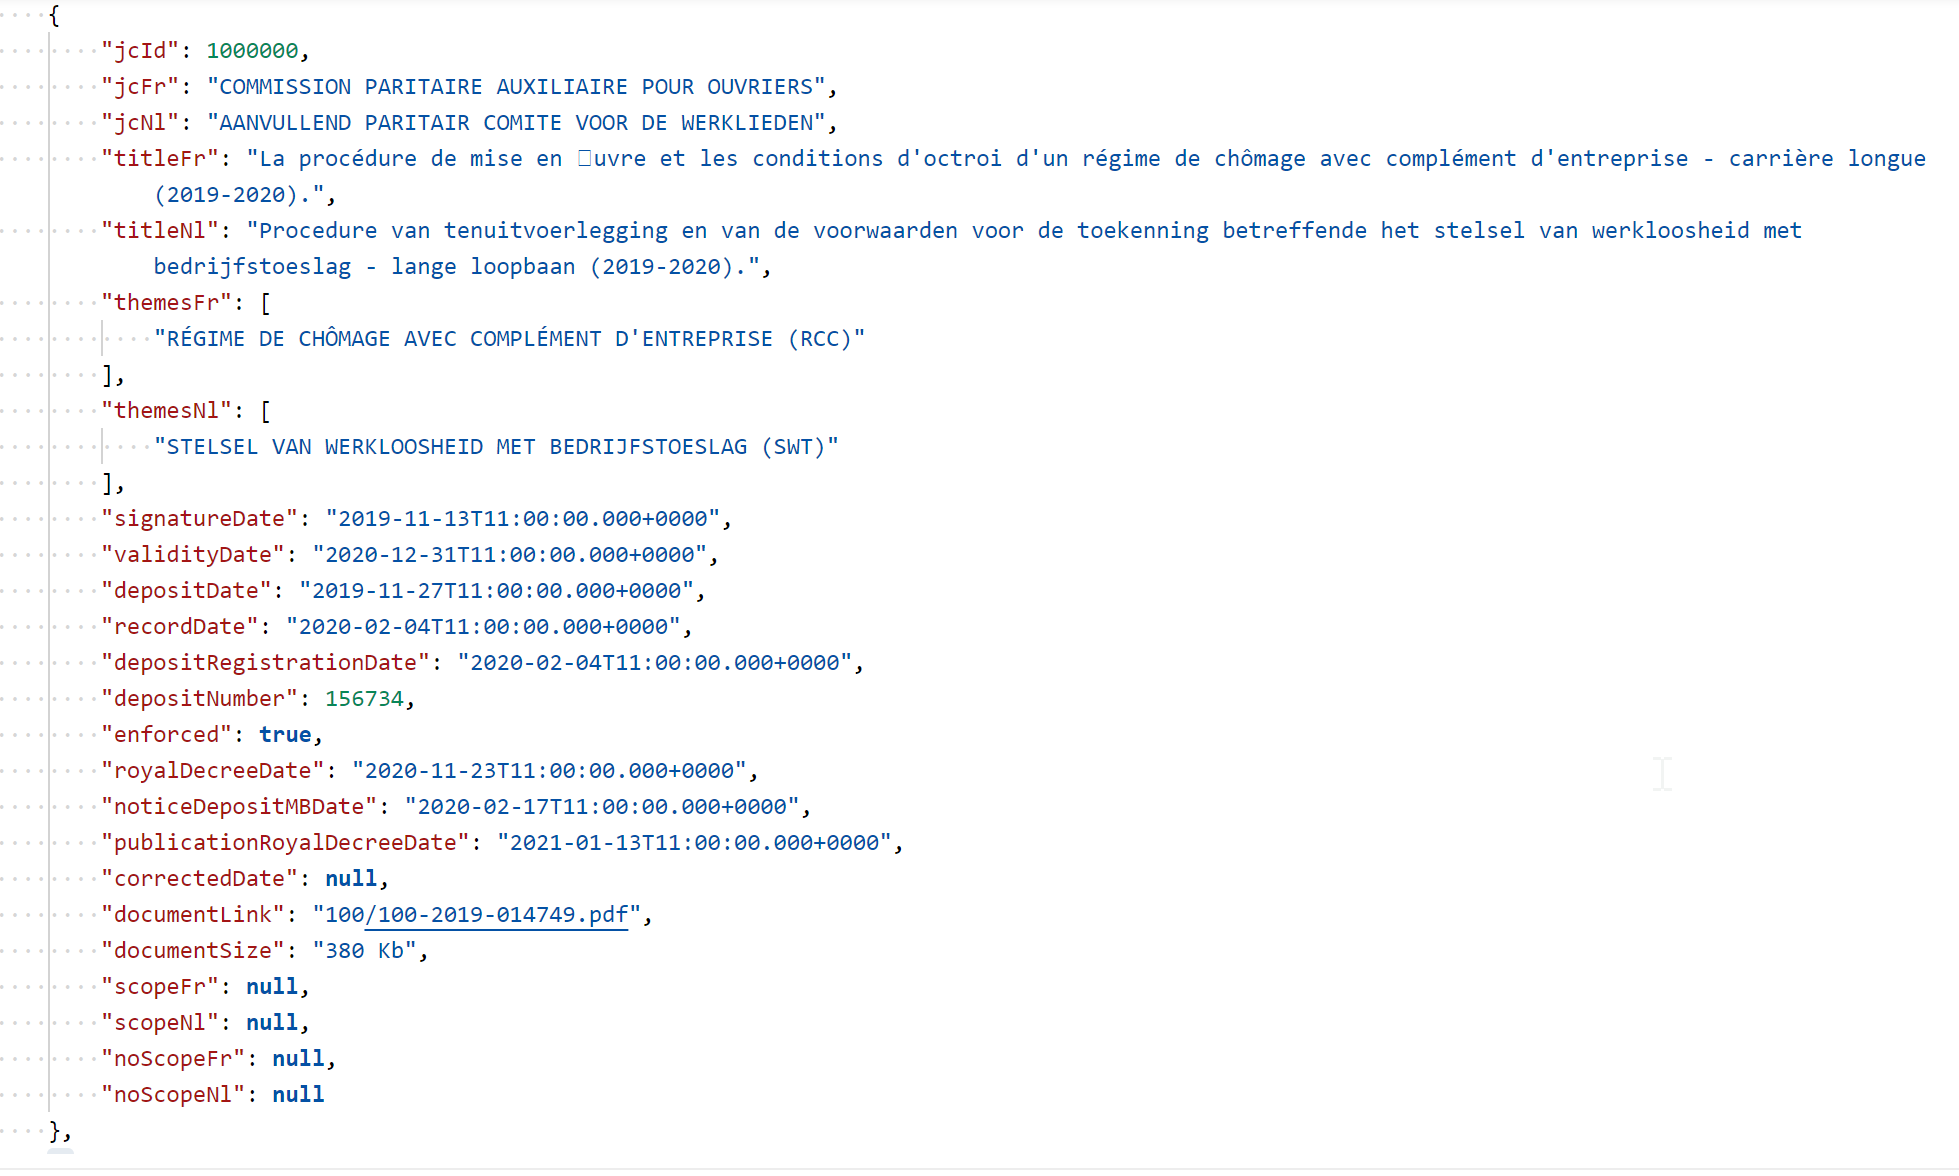 {
"jcId": 1000000,
"jcFr": "COMMISSION PARITAIRE AUXILIAIRE POUR OUVRIERS",
"jcNl": "AANVULLEND PARITAIR COMITE VOOR DE WERKLIEDEN",
"titleFr": "La procédure de mise en □uvre et les conditions d'octroi d'un régime de chômage avec complément d'entreprise - carrière longue
(2019-2020).",
"titleNl": "Procedure van tenuitvoerlegging en van de voorwaarden voor de toekenning betreffende het stelsel van werkloosheid met
bedrijfstoeslag - lange loopbaan (2019-2020).",
"themesFr": [
"RÉGIME DE CHÔMAGE AVEC COMPLÉMENT D'ENTREPRISE (RCC)"
],
"themesNl": [
"STELSEL VAN WERKLOOSHEID MET BEDRIJFSTOESLAG (SWT)"
],
"signatureDate": "2019-11-13T11:00:00.000+0000",
"validityDate": "2020-12-31T11:00:00.000+0000",
"depositDate": "2019-11-27T11:00:00.000+0000",
"recordDate": "2020-02-04T11:00:00.000+0000",
"depositRegistrationDate": "2020-02-04T11:00:00.000+0000",
"depositNumber": 156734,
"enforced": true,
"royalDecreeDate": "2020-11-23T11:00:00.000+0000",
"noticeDepositMBDate": "2020-02-17T11:00:00.000+0000",
"publicationRoyalDecreeDate": "2021-01-13T11:00:00.000+0000",
"correctedDate": null,
"documentLink": "100/100-2019-014749.pdf",
"documentSize": "380 Kb",
"scopeFr": null,
"scopeNl": null,
"noScopeFr": null,
"noScopeNl": null
},